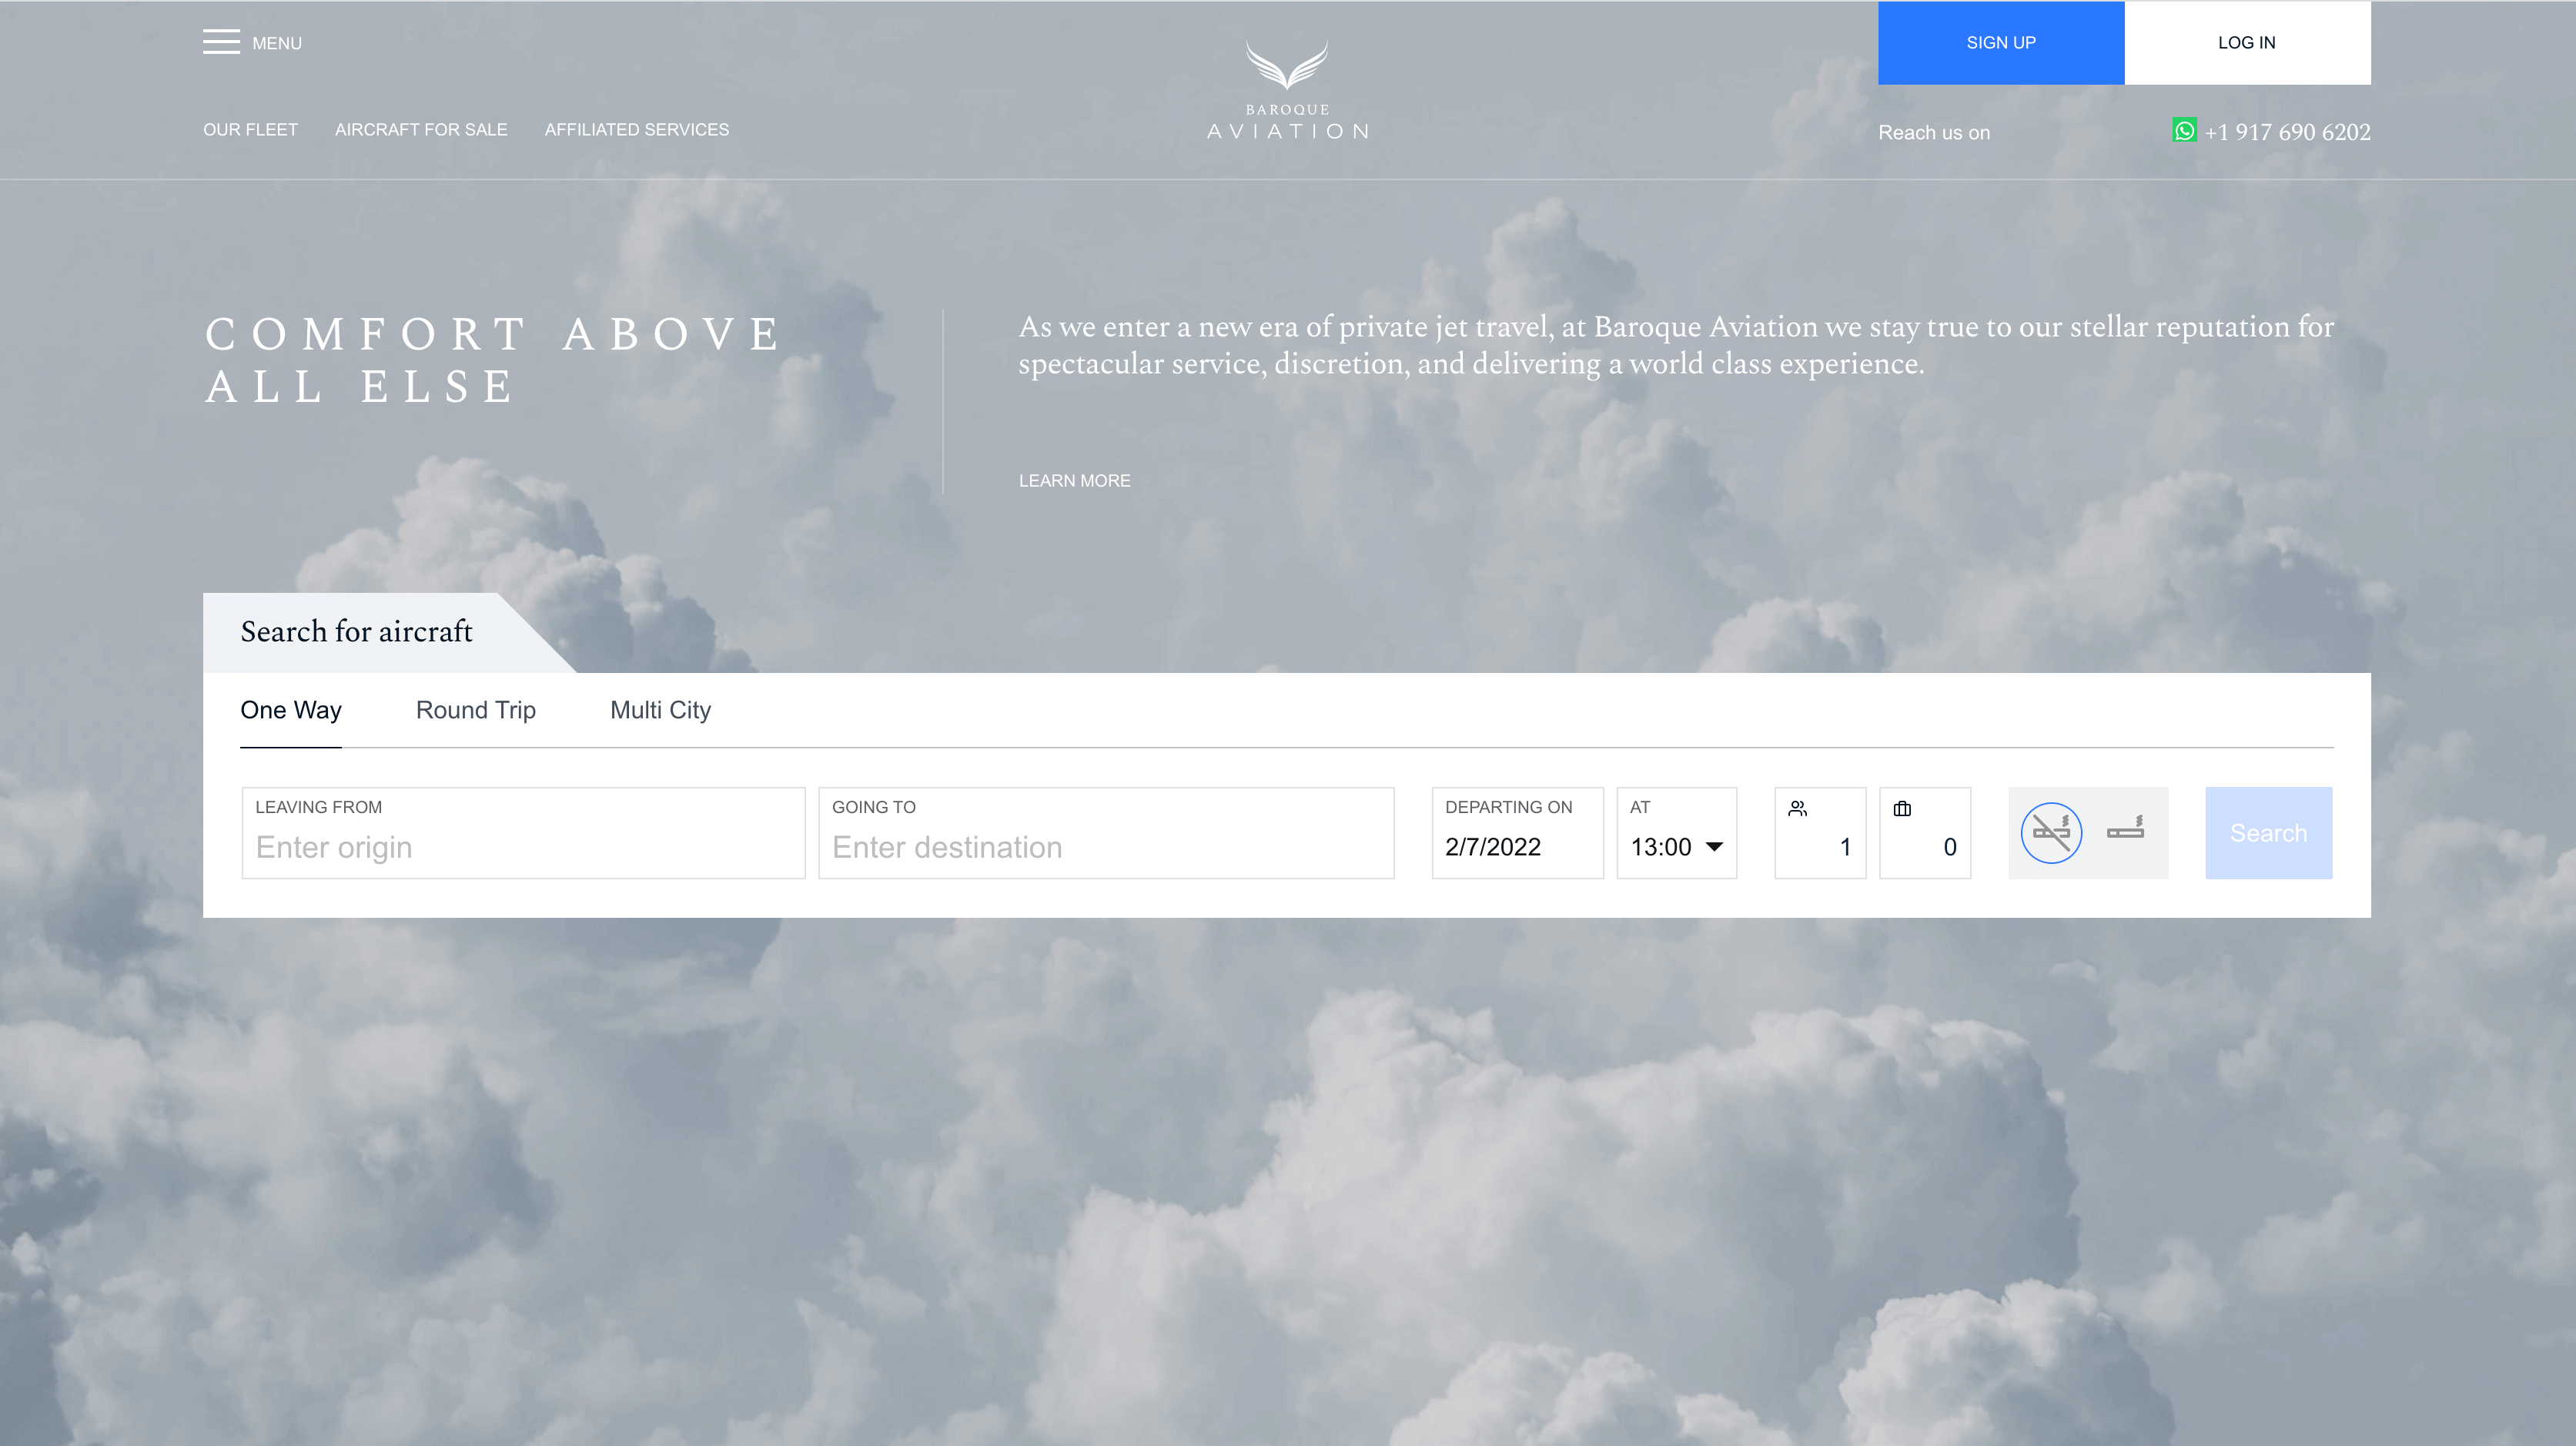 MENU
BAROQUE
AVIATION
SIGN UP
LOG IN
OUR FLEET
AIRCRAFT FOR SALE
AFFILIATED SERVICES
Reach us on
+1 917 690 6202
COMFORT ABOVE
ALL ELSE
As we enter a new era of private jet travel, at Baroque Aviation we stay true to our stellar reputation for
spectacular service, discretion, and delivering a world class experience.
LEARN MORE
Search for aircraft
One Way
Round Trip
Multi City
LEAVING FROM
Enter origin
GOING TO
Enter destination
DEPARTING ON
2/7/2022
AT
13:00
1
0
Search